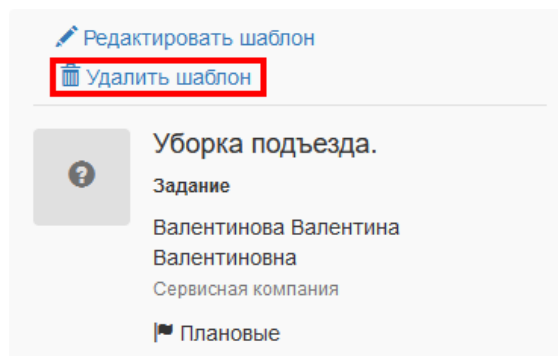 Редактировать шаблон
Удалить шаблон
Уборка подъезда.
Задание
Валентинова Валентина
Валентиновна
Сервисная компания
Плановые